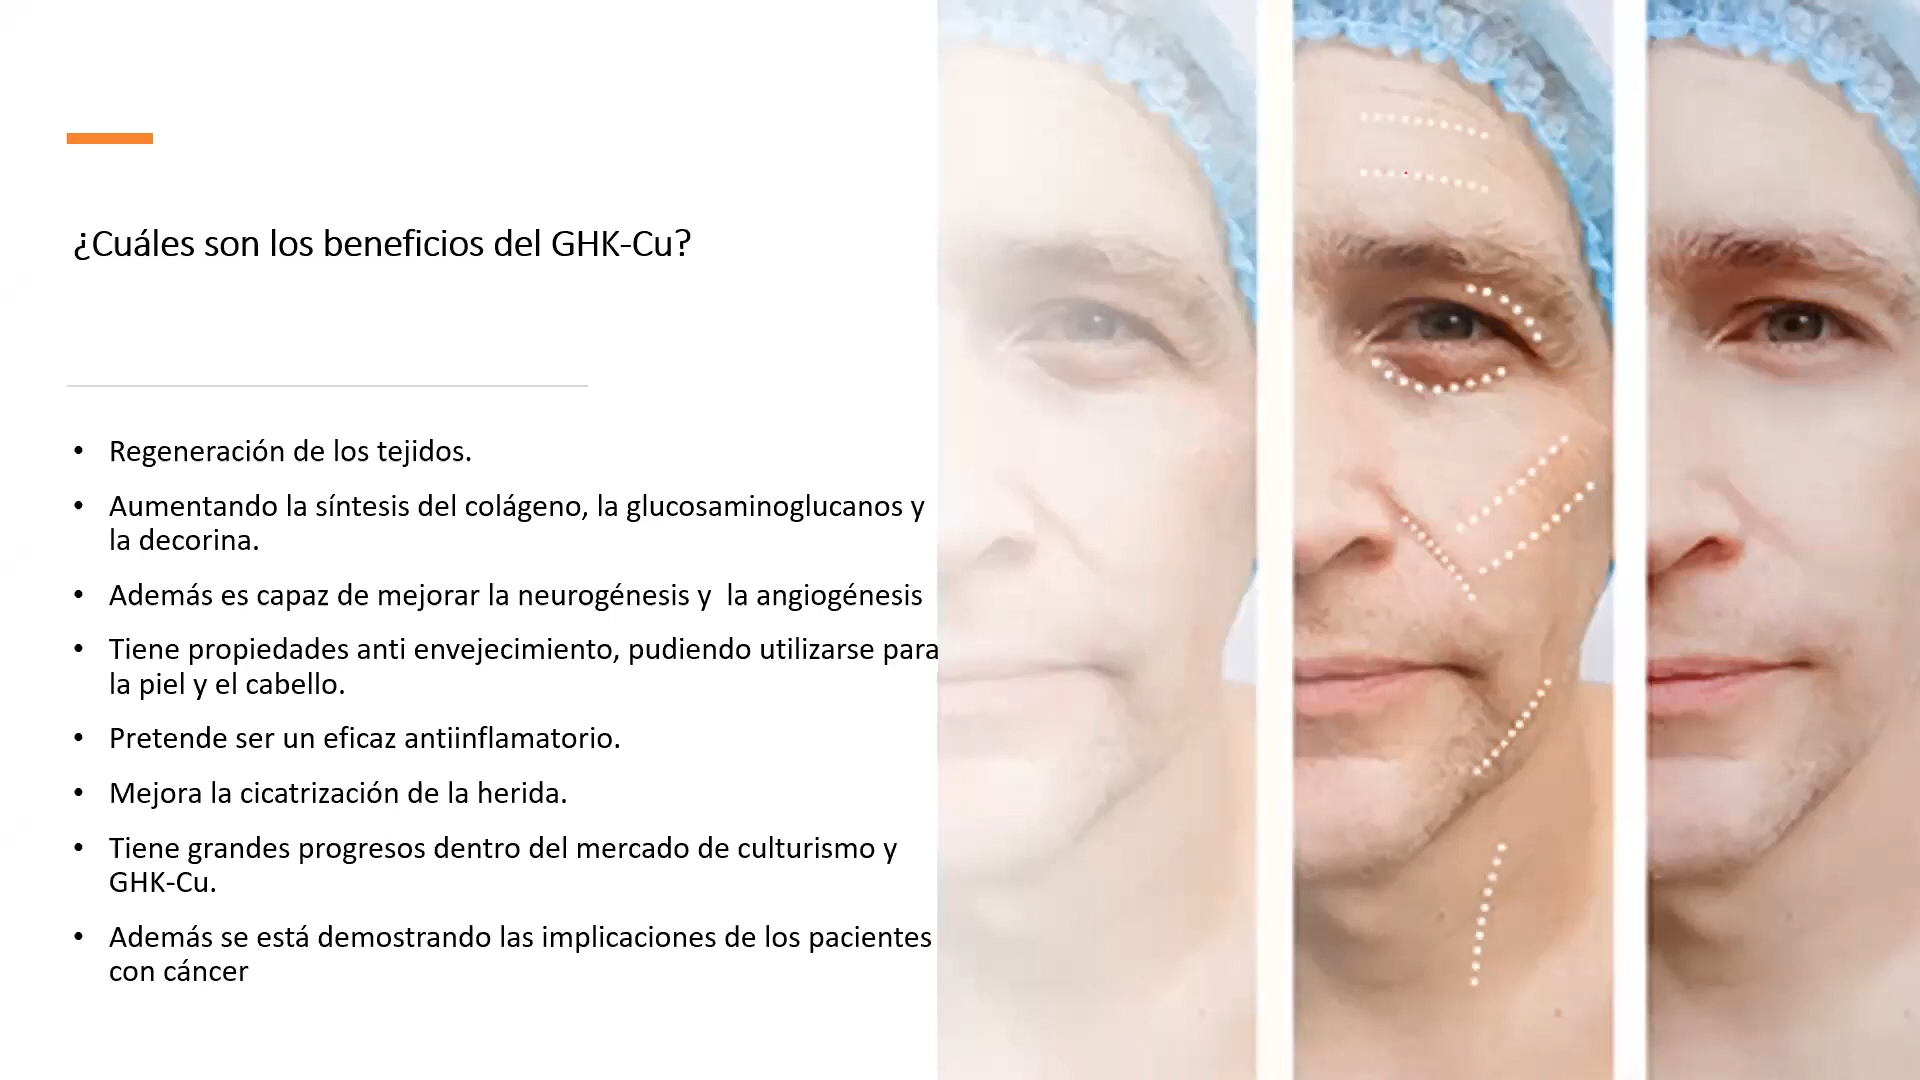 ¿Cuáles son los beneficios del GHK-Cu?
• Regeneración de los tejidos.
• Aumentando la síntesis del colágeno, la glucosaminoglucanos y
la decorina.
• Además es capaz de mejorar la neurogénesis y  la angiogénesis
• Tiene propiedades anti envejecimiento, pudiendo utilizarse para
la piel y el cabello.
• Pretende ser un eficaz antiinflamatorio.
• Mejora la cicatrización de la herida.
• Tiene grandes progresos dentro del mercado de culturismo y
GHK-Cu.
• Además se está demostrando las implicaciones de los pacientes
con cáncer